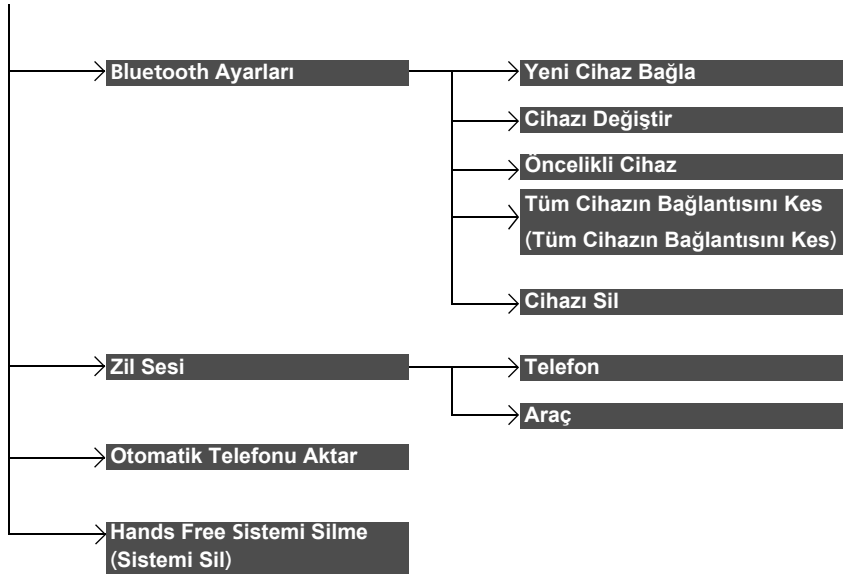 Bluetooth Ayarları
Yeni Cihaz Bağla
Cihazı Değiştir
Öncelikli Cihaz
Tüm Cihazın Bağlantısını Kes
(Tüm Cihazın Bağlantısını Kes)
Cihazı Sil
Zil Sesi
Telefon
Araç
Otomatik Telefonu Aktar
Hands Free Sistemi Silme
(Sistemi Sil)